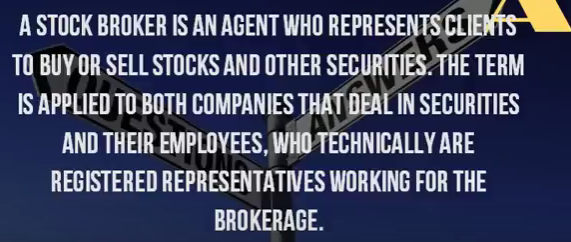 A STOCK BROKER IS AN AGENT WHO REPRESENTS CLIENTS
TO BUY OR SELL STOCKS AND OTHER SECURITIES. THE TERM
IS APPLIED TO BOTH COMPANIES THAT DEAL IN SECURITIES
AND THEIR EMPLOYEES, WHO TECHNICALLY ARE
REGISTERED REPRESENTATIVES WORKING FOR THE
BROKERAGE.
ANSWERS
QUESTIONS